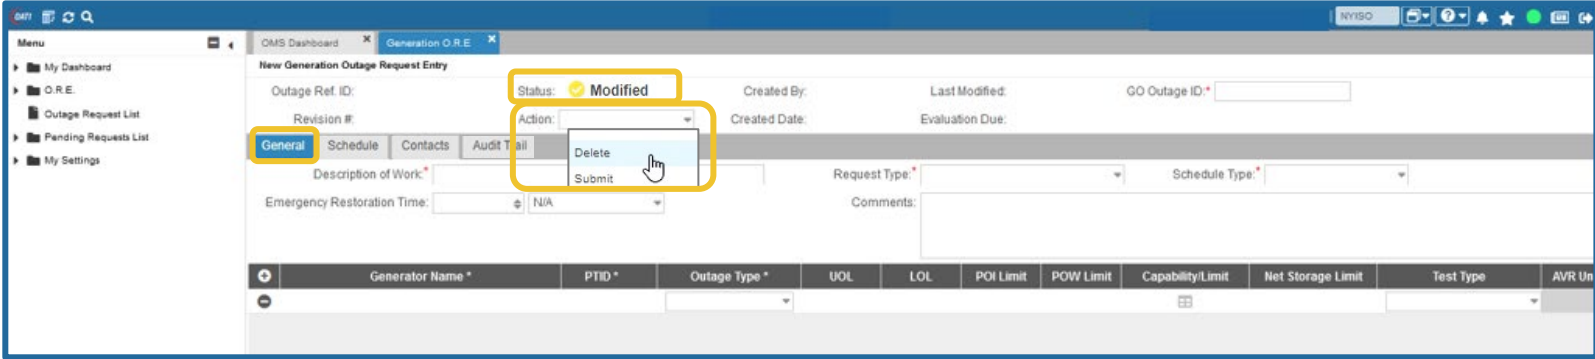 OATI NYISO
Menu OMS Dashboard Generation O.R.E
My Dashboard New Generation Outage Request Entry
O.R.E. Outage Ref. ID: Status: Modified Created By: Last Modified: GO Outage ID:*
Outage Request List Revision #: Action: Created Date: Evaluation Due:
Pending Requests List General Schedule Contacts Audit Trail
My Settings
Delete
Description of Work:* Submit Request Type:* Schedule Type:*
Emergency Restoration Time: N/A Comments:
Generator Name * PTID * Outage Type * UOL LOL POI Limit POW Limit Capability/Limit Net Storage Limit Test Type AVR Un